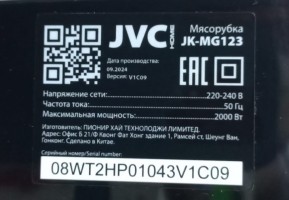 JVC HOME
Мясорубка
JK-MG123
Дата производства:
09.2024
Версия: V1C09
EAC
Напряжение сети: 220-240 В
Частота тока: 50 Гц
Максимальная мощность: 2000 Вт
Изготовитель: ПИОНИР ХАЙ ТЕХНОЛОДЖИ ЛИМИТЕД.
Адрес: Офис Б 21/Ф Квонг Фат Хонг здание 1, Рамсей ст, Шеунг Ван,
Гонконг. Сделано в Китае.
Серийный номер/Serial number:
08WT2HP01043V1C09